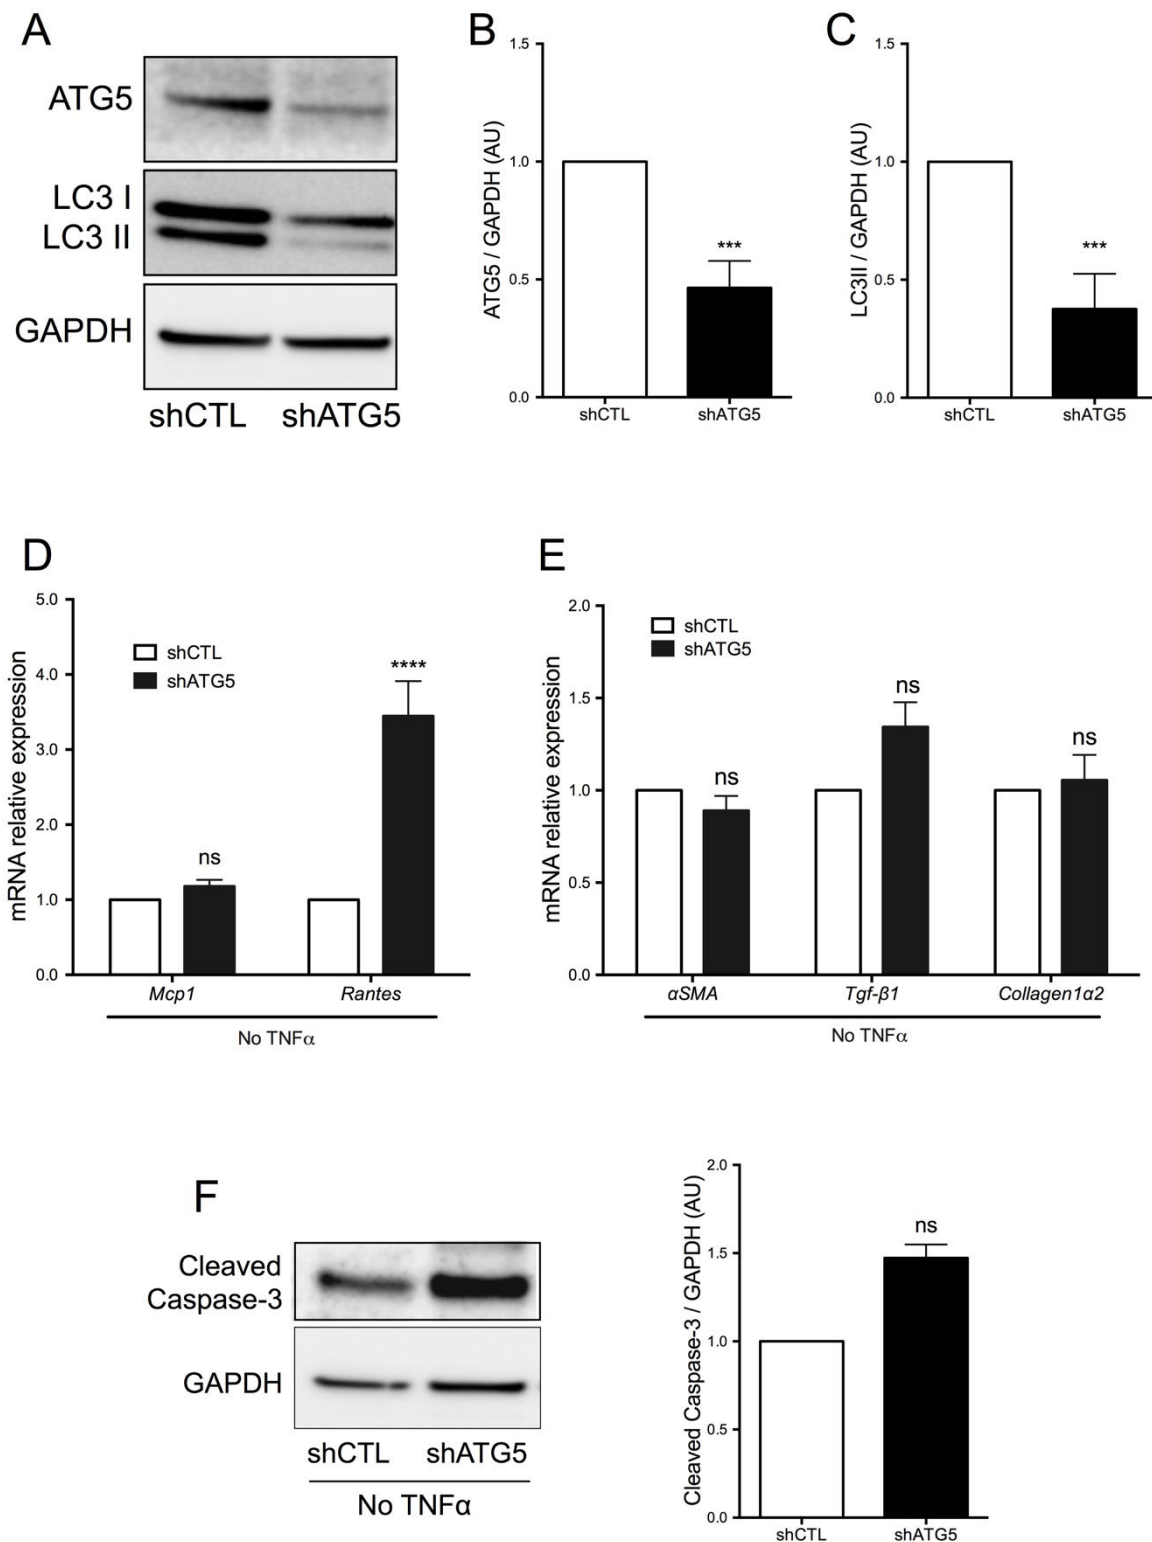 A
ATG5
LC3 I
LC3 II
GAPDH
shCTL shATG5
B
ATG5 / GAPDH (AU)
1.5
1.0
0.5
0.0
***
shCTL shATG5
C
LC3II / GAPDH (AU)
1.5
1.0
0.5
0.0
***
shCTL shATG5
D
mRNA relative expression
5.0
4.0
3.0
2.0
1.0
0.0
shCTL
shATG5
ns
****
Mcp1 Rantes
No TNFα
E
mRNA relative expression
2.0
1.5
1.0
0.5
0.0
shCTL
shATG5
ns
ns
ns
αSMA Tgf-β1 Collagen1α2
No TNFα
F
Cleaved
Caspase-3
GAPDH
shCTL shATG5
No TNFα
Cleaved Caspase-3 / GAPDH (AU)
2.0
1.5
1.0
0.5
0.0
ns
shCTL shATG5